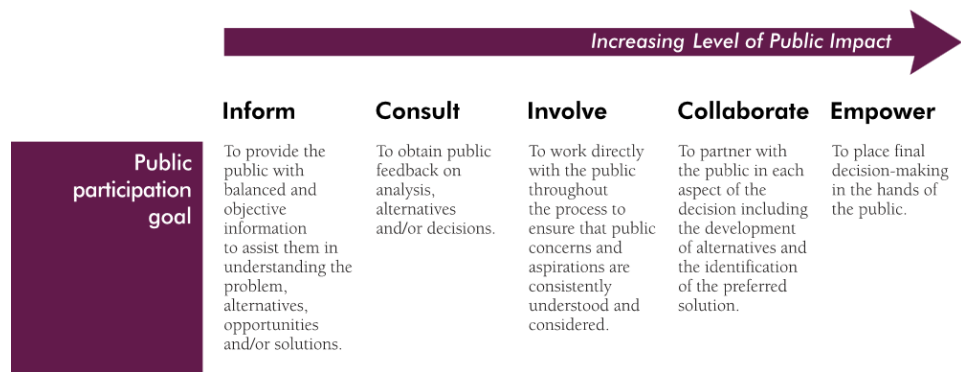 Increasing Level of Public Impact
Inform
Consult
Involve
Collaborate
Empower
Public
participation
goal
To provide the
public with
balanced and
objective
information
to assist them in
understanding the
problem,
alternatives,
opportunities
and/or solutions.
To obtain public
feedback on
analysis,
alternatives
and/or decisions.
To work directly
with the public
throughout
the process to
ensure that public
concerns and
aspirations are
consistently
understood and
considered.
To partner with
the public in each
aspect of the
decision including
the development
of alternatives and
the identification
of the preferred
solution.
To place final
decision-making
in the hands of
the public.